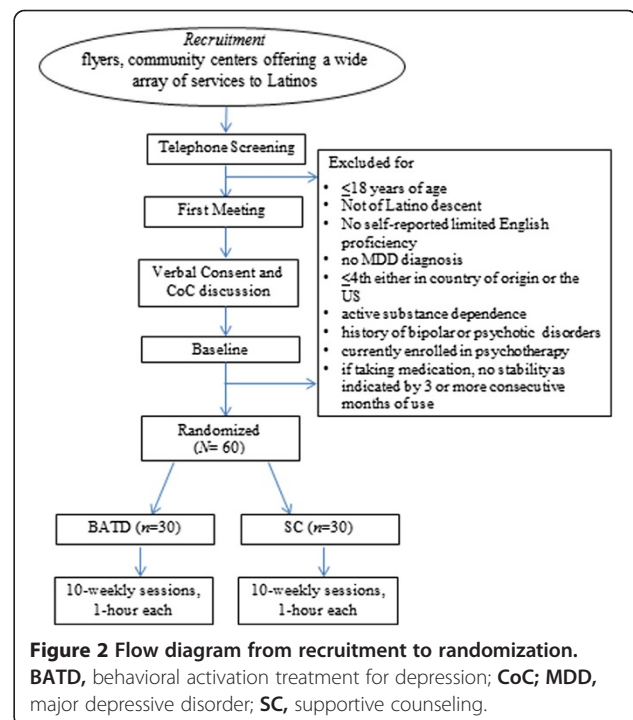 Recruitment
flyers, community centers offering a wide
array of services to Latinos
Telephone Screening
First Meeting
Verbal Consent and
CoC discussion
Baseline
Excluded for
• ≤18 years of age
• Not of Latino descent
• No self-reported limited English
proficiency
• no MDD diagnosis
• ≤4th either in country of origin or the
US
• active substance dependence
• history of bipolar or psychotic disorders
• currently enrolled in psychotherapy
• if taking medication, no stability as
indicated by 3 or more consecutive
months of use
Randomized
(N= 60)
BATD (n=30)
SC (n=30)
10-weekly sessions,
1-hour each
10-weekly sessions,
1-hour each
Figure 2 Flow diagram from recruitment to randomization.
BATD, behavioral activation treatment for depression; CoC; MDD,
major depressive disorder; SC, supportive counseling.